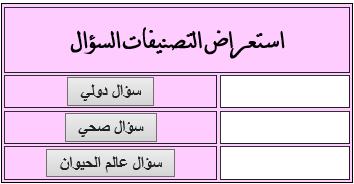 استعراض التصنيفات السؤال
سؤال دولي
سؤال صحي
سؤال عالم الحيوان